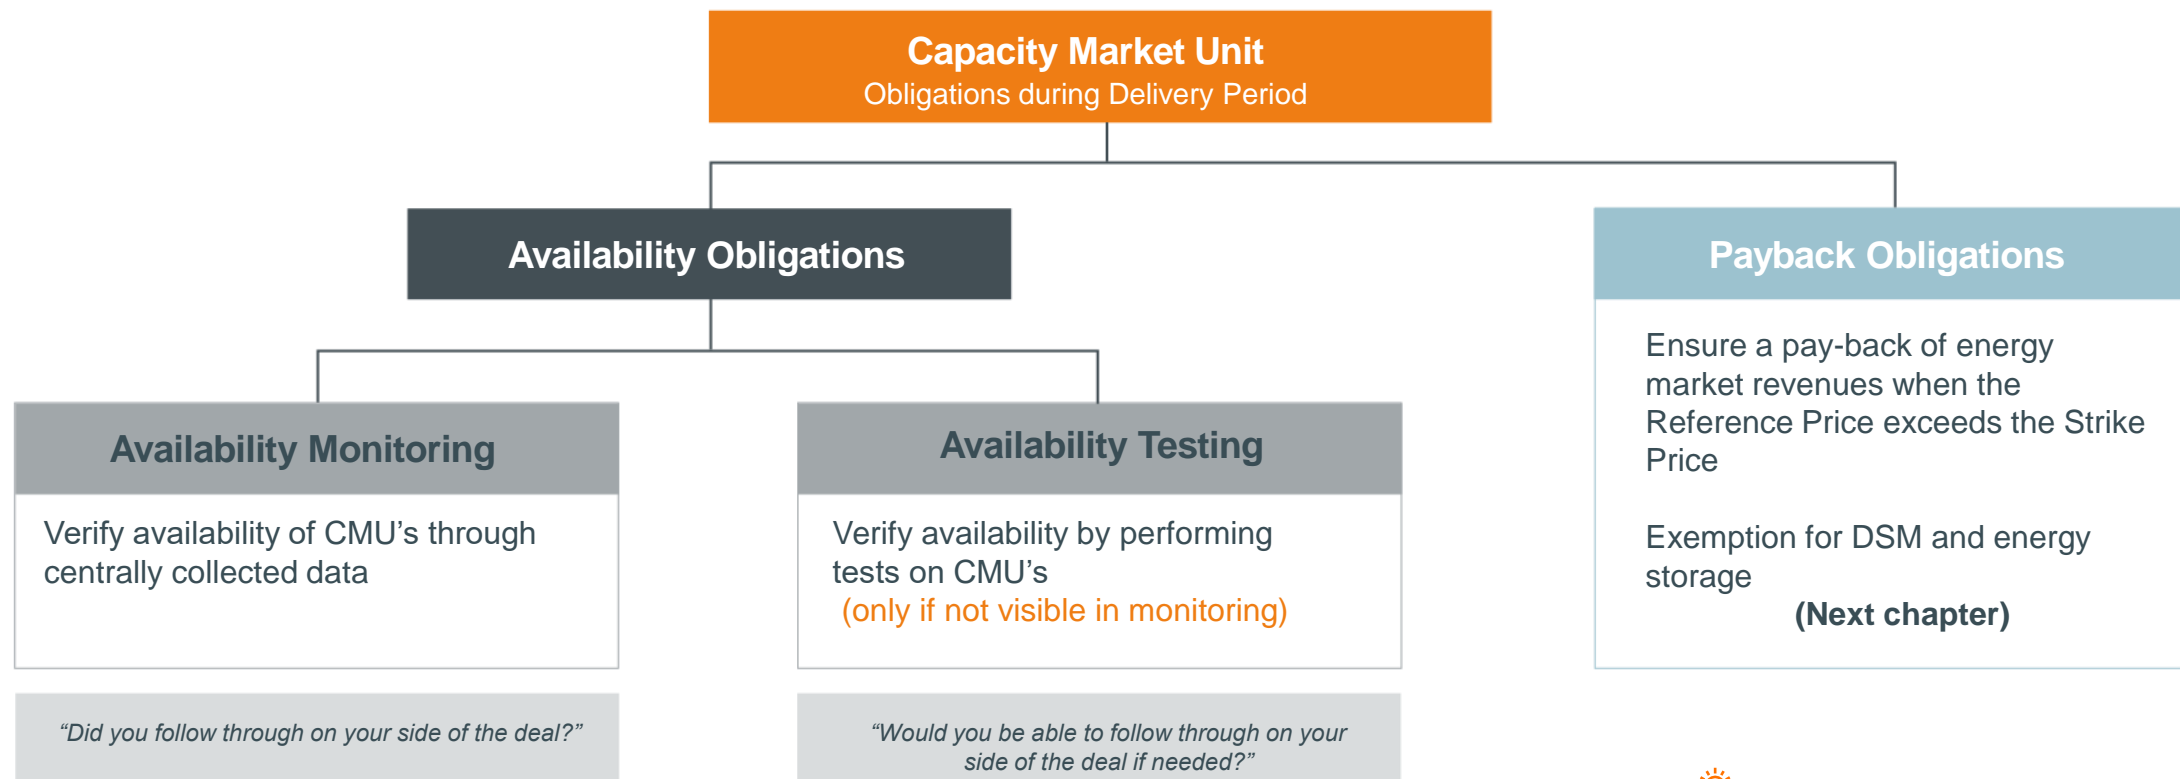 Capacity Market Unit
Obligations during Delivery Period
Availability Obligations
Payback Obligations
Ensure a pay-back of energy
market revenues when the
Reference Price exceeds the Strike
Price
Exemption for DSM and energy
storage
(Next chapter)
Availability Monitoring
Verify availability of CMU’s through
centrally collected data
“Did you follow through on your side of the deal?”
Availability Testing
Verify availability by performing
tests on CMU’s
(only if not visible in monitoring)
“Would you be able to follow through on your
side of the deal if needed?”